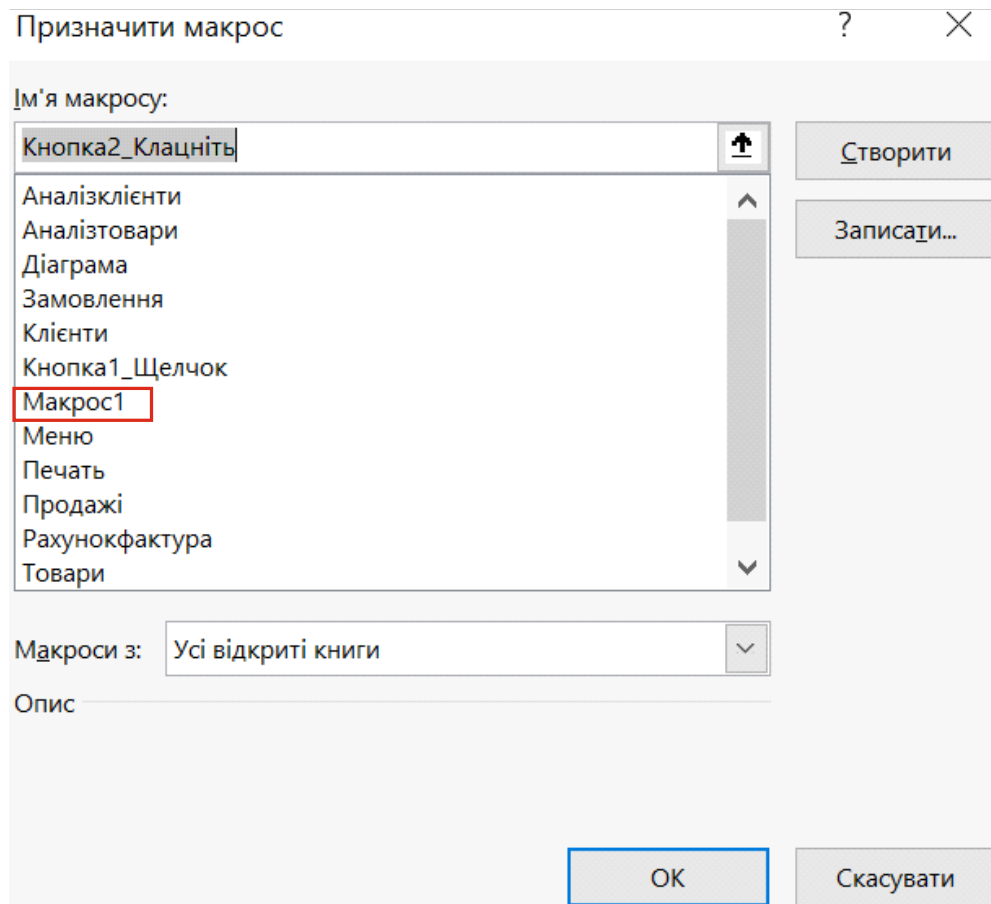 Призначити макрос
?
Ім'я макросу:
Кнопка2_Клацніть
Створити
Аналізклієнти
Записати...
Аналізтовари
Діаграма
Замовлення
Клієнти
Кнопка1_Щелчок
Макрос1
Меню
Печать
Продажі
Рахунокфактура
Товари
Макроси з: Усі відкриті книги
Опис
ОК Скасувати